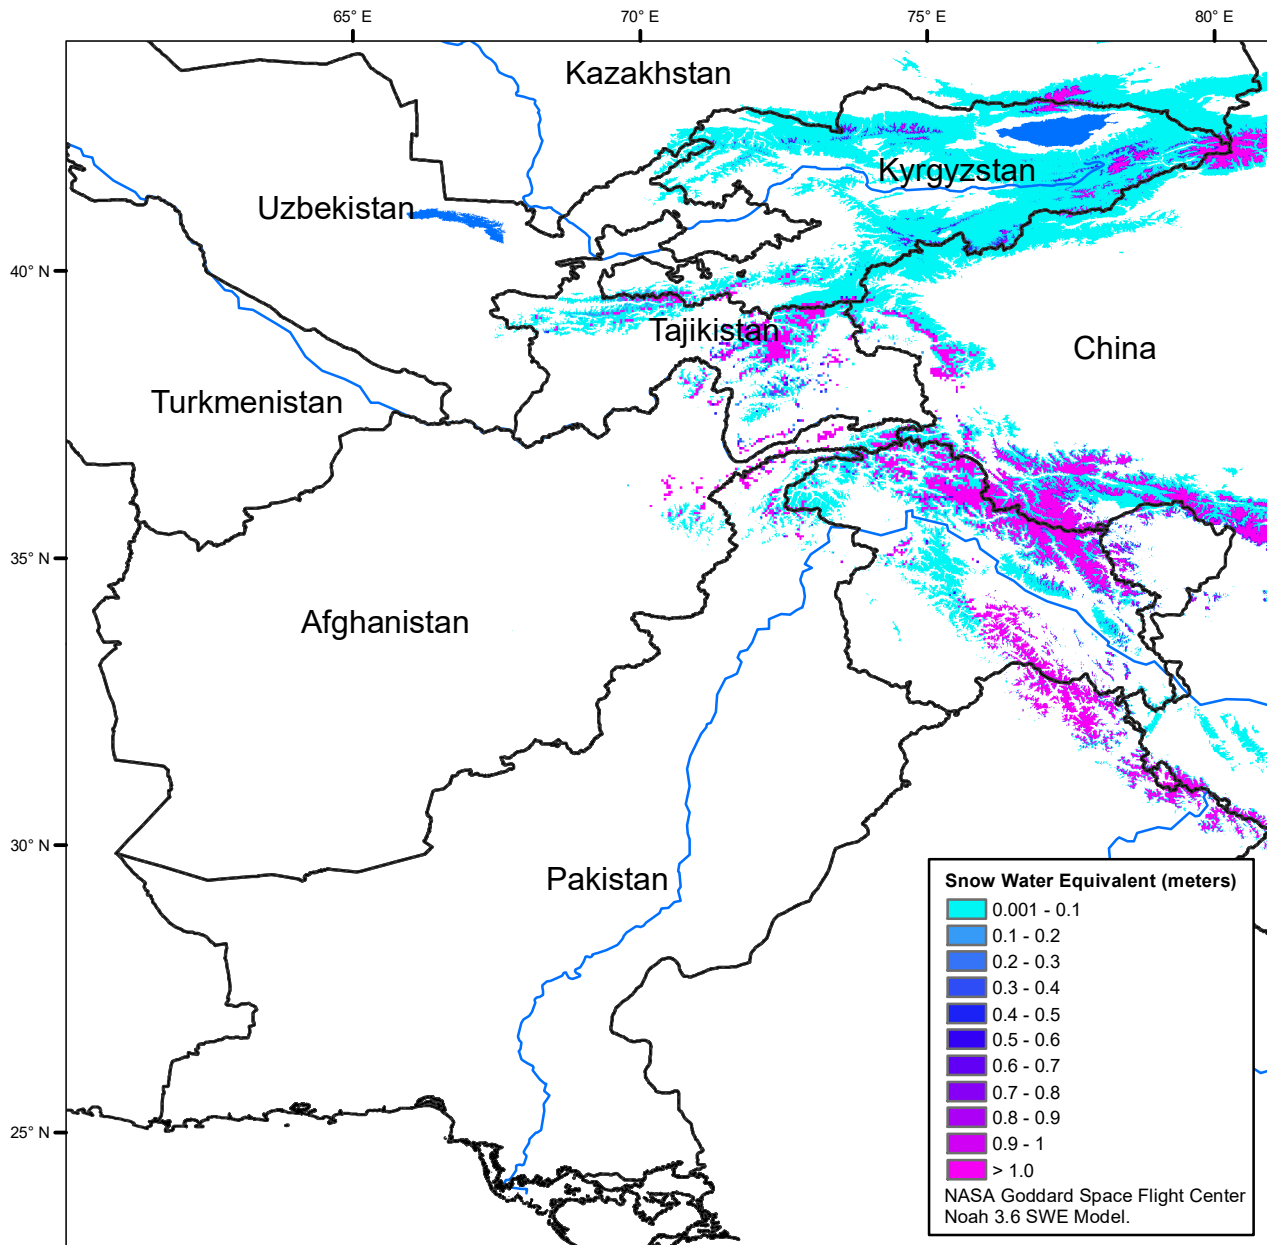 65° E
70° E
75° E
80° E
Kazakhstan
Kyrgyzstan
Uzbekistan
40° N
Tajikistan
China
Turkmenistan
35° N
Afghanistan
30° N
Pakistan
25° N
Snow Water Equivalent (meters)
0.001 - 0.1
0.1 - 0.2
0.2 - 0.3
0.3 - 0.4
0.4 - 0.5
0.5 - 0.6
0.6 - 0.7
0.7 - 0.8
0.8 - 0.9
0.9 - 1
> 1.0
NASA Goddard Space Flight Center
Noah 3.6 SWE Model.